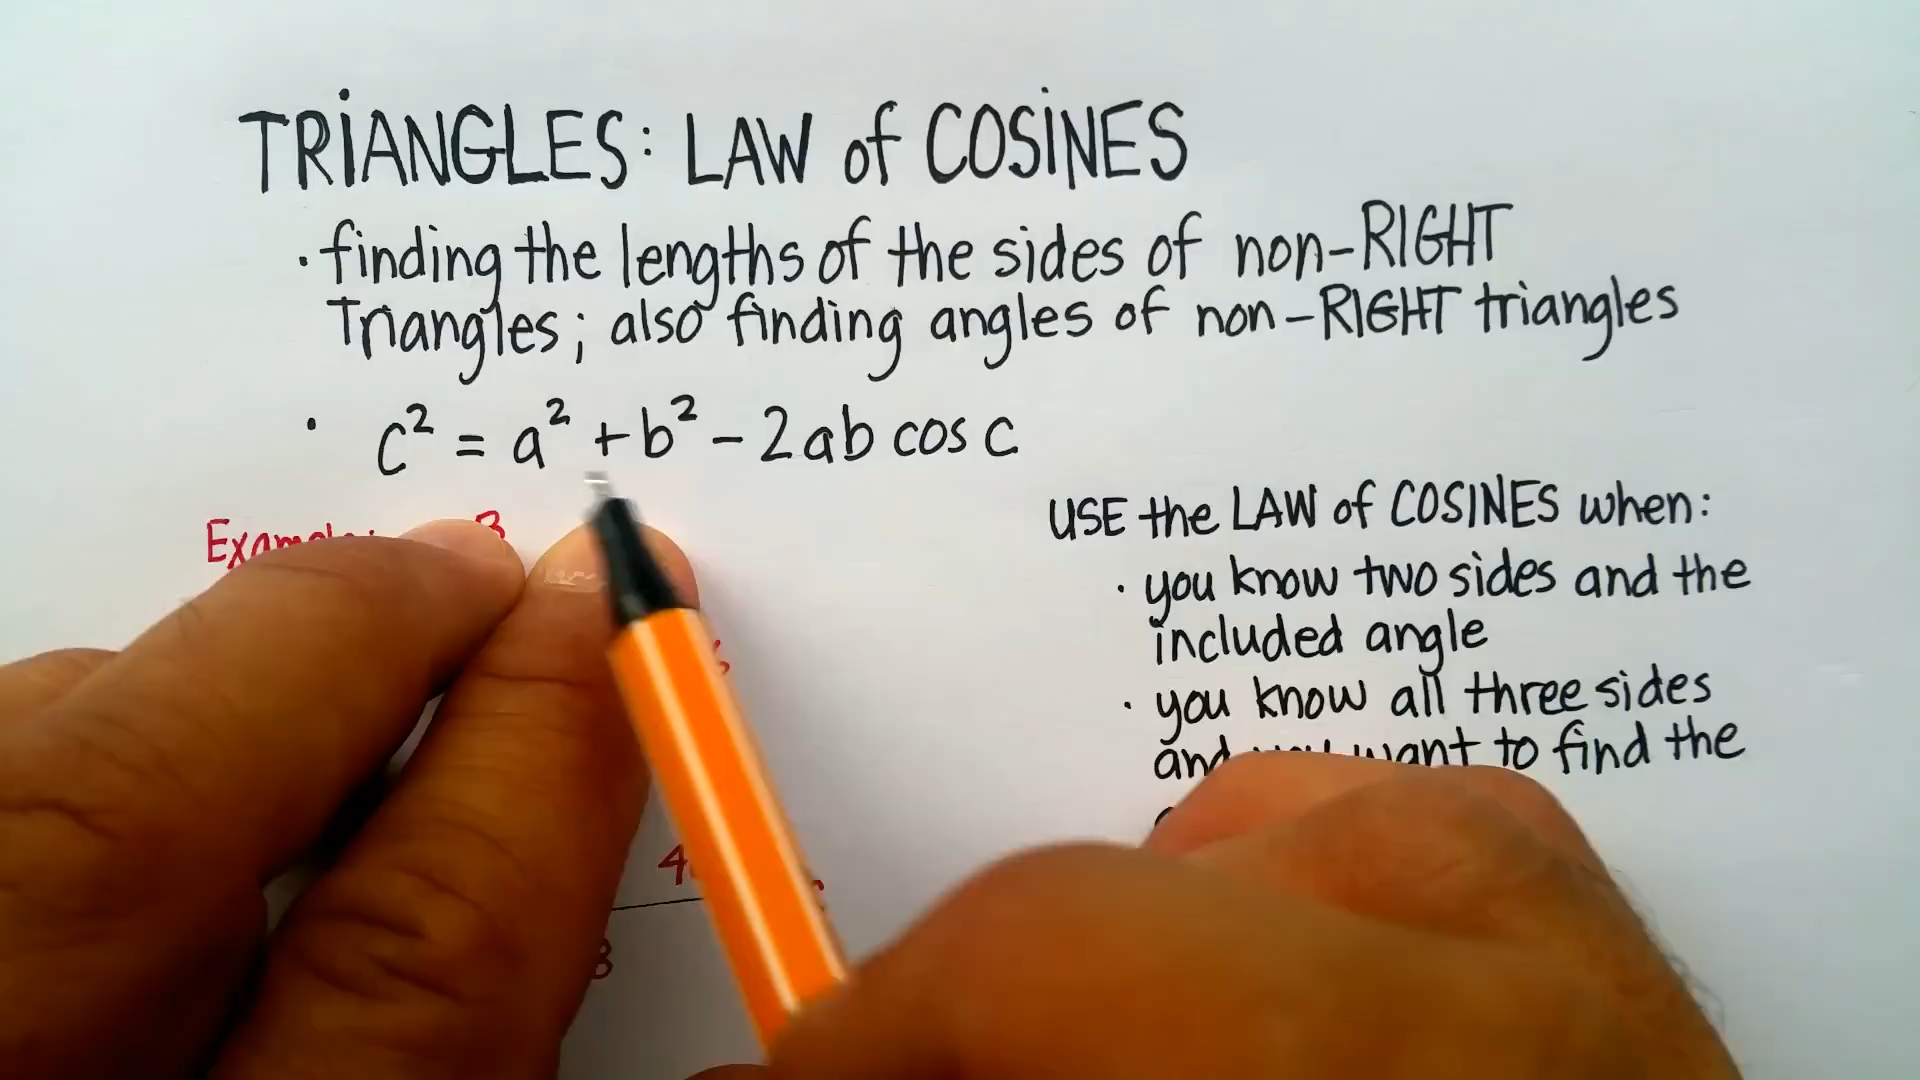 TRIANGLES: LAW of COSINES
· finding the lengths of the sides of non-RIGHT
Triangles; also finding angles of non-RIGHT triangles
· c² = a² + b² - 2ab cos c
B
USE the LAW of COSINES when:
· you know two sides and the
included angle
· you know all three sides
and you want to find the